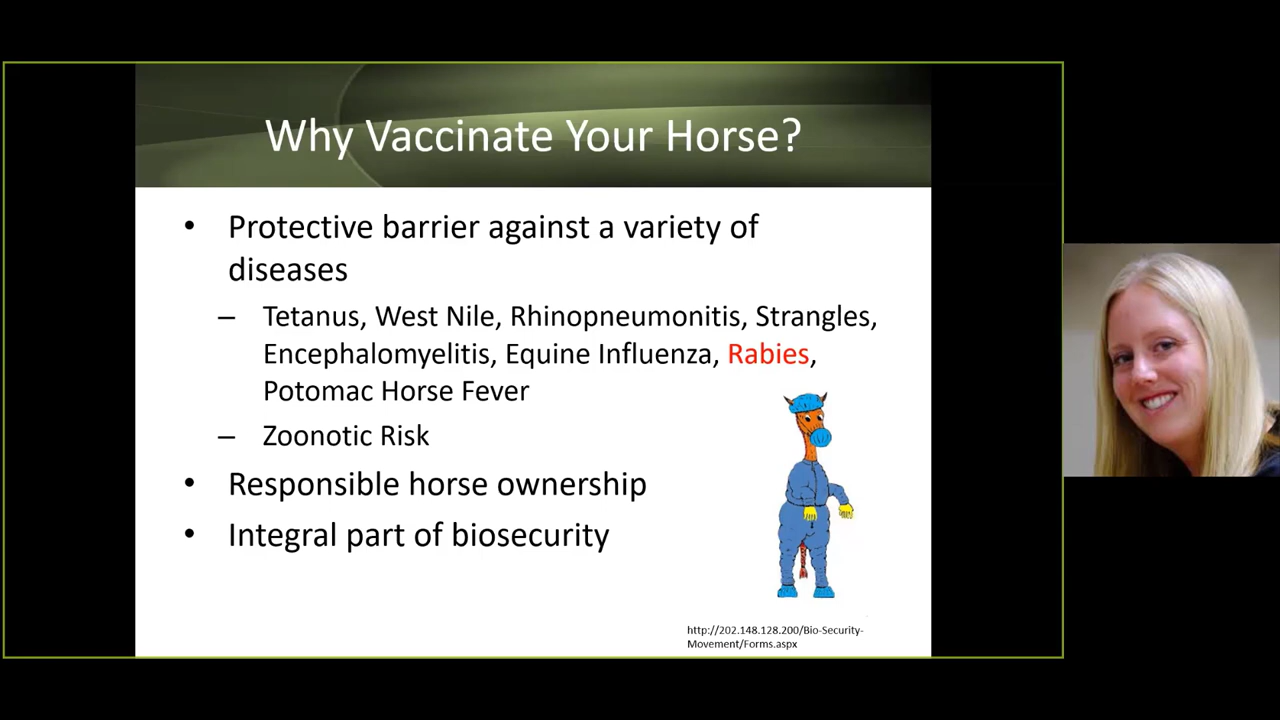 Why Vaccinate Your Horse?
• Protective barrier against a variety of
diseases
– Tetanus, West Nile, Rhinopneumonitis, Strangles,
Encephalomyelitis, Equine Influenza, Rabies,
Potomac Horse Fever
– Zoonotic Risk
• Responsible horse ownership
• Integral part of biosecurity
http://202.148.128.200/Bio-Security-
Movement/Forms.aspx